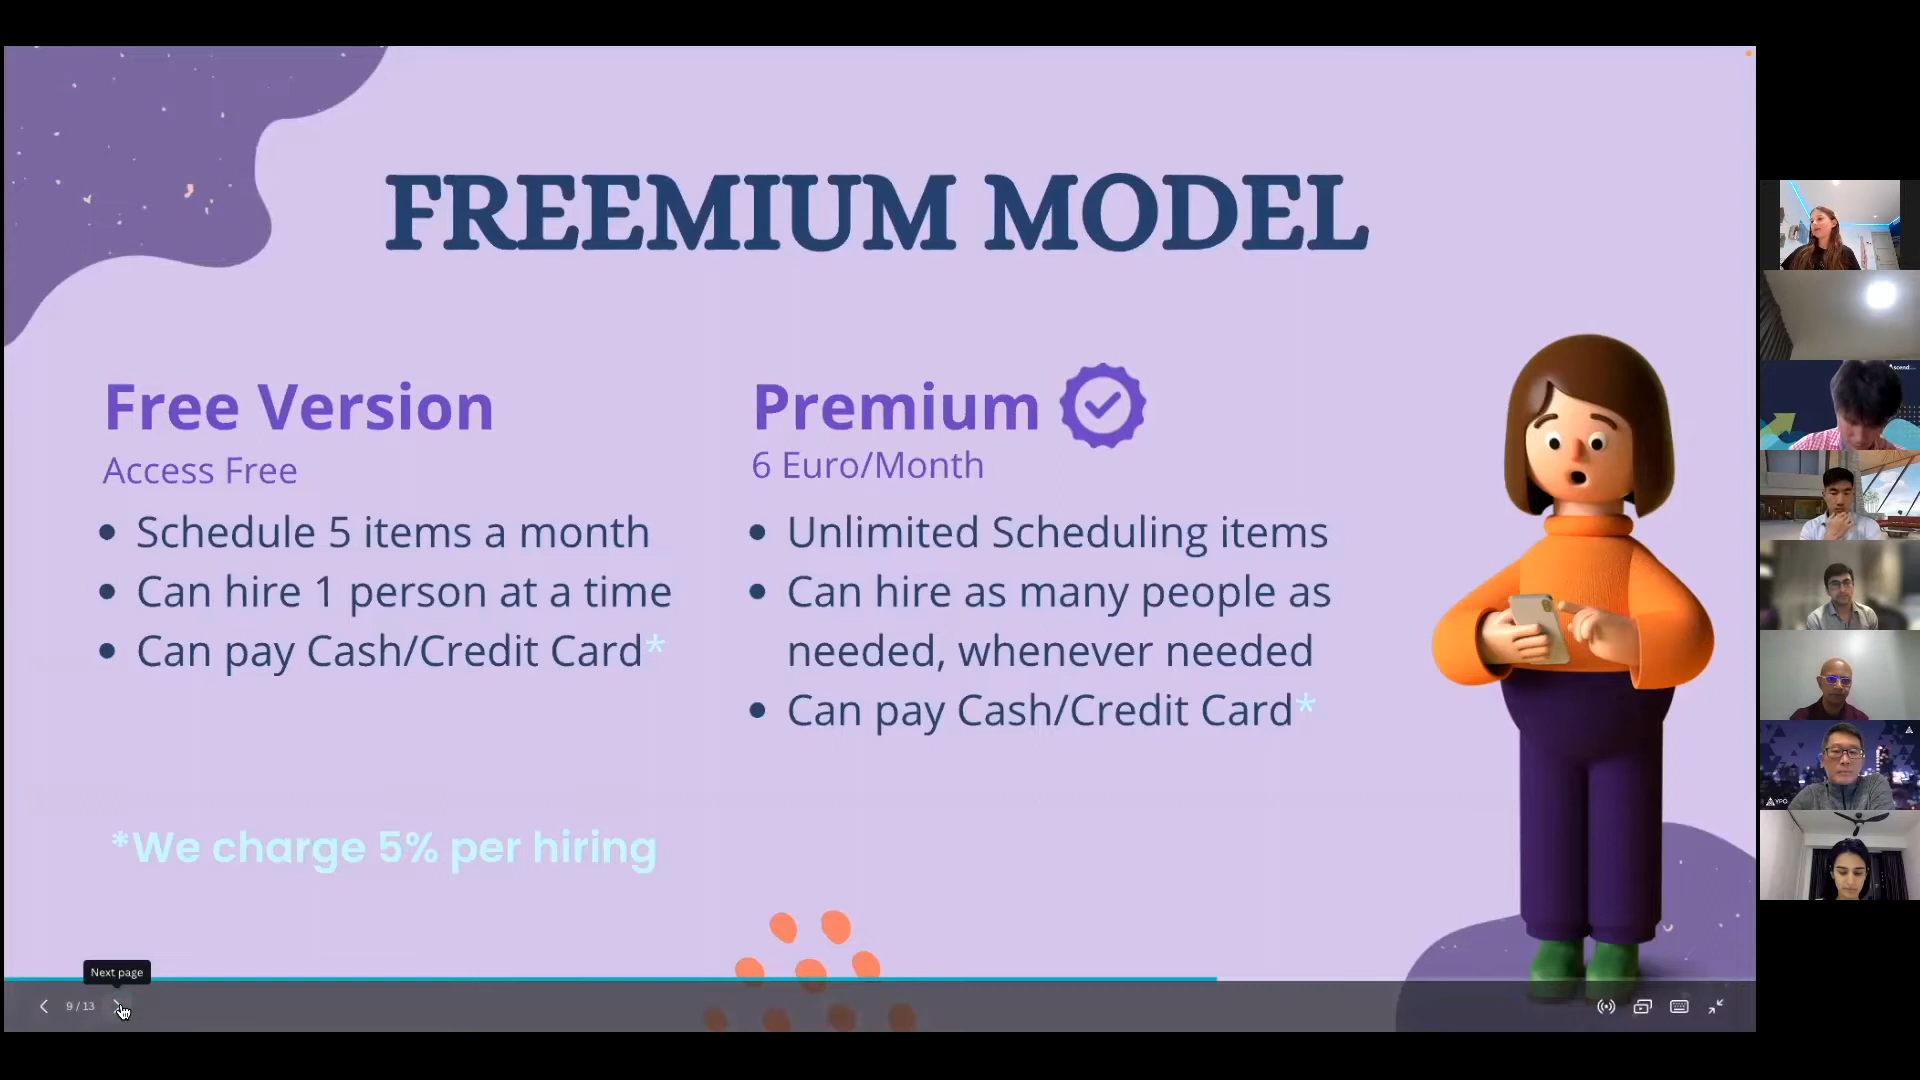 FREEMIUM MODEL
Free Version
Access Free
• Schedule 5 items a month
• Can hire 1 person at a time
• Can pay Cash/Credit Card*
Premium
6 Euro/Month
• Unlimited Scheduling items
• Can hire as many people as
needed, whenever needed
• Can pay Cash/Credit Card*
*We charge 5% per hiring
Next page
9 / 13
Ascend...
YPO